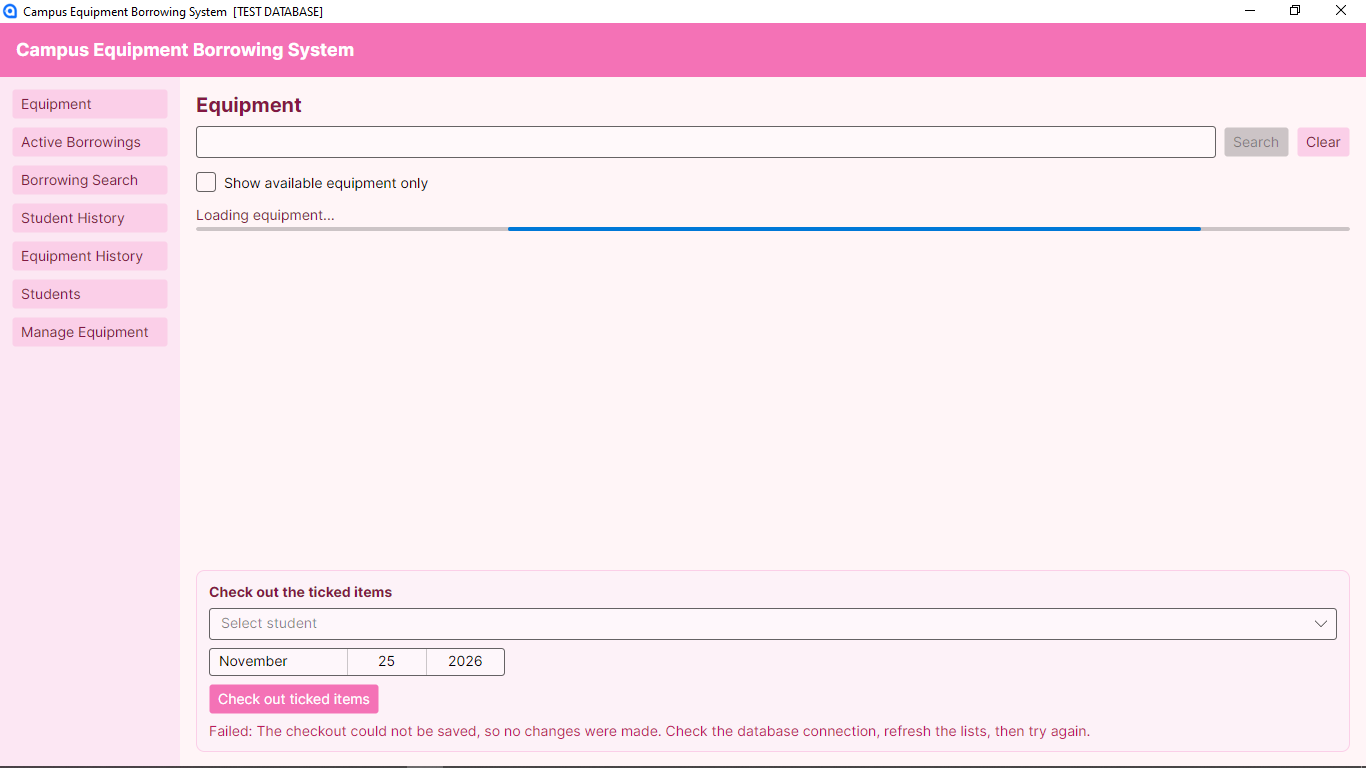 Campus Equipment Borrowing System [TEST DATABASE]
Campus Equipment Borrowing System
Equipment
Active Borrowings
Borrowing Search
Student History
Equipment History
Students
Manage Equipment
Equipment
Search
Clear
Show available equipment only
Loading equipment...
Check out the ticked items
Select student
November 25 2026
Check out ticked items
Failed: The checkout could not be saved, so no changes were made. Check the database connection, refresh the lists, then try again.